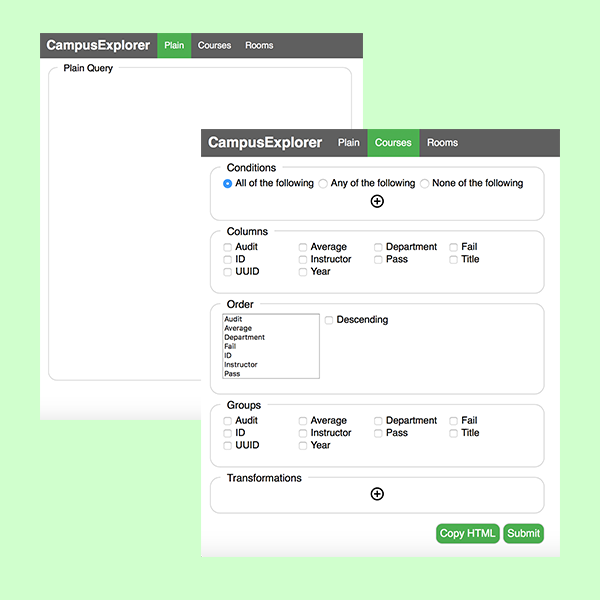 CampusExplorer Plain Courses Rooms
Plain Query
CampusExplorer Plain Courses Rooms
Conditions
All of the following Any of the following None of the following
Columns
Audit Average Department Fail
ID Instructor Pass Title
UUID Year
Order
Audit
Average
Department
Fail
ID
Instructor
Pass
Descending
Groups
Audit Average Department Fail
ID Instructor Pass Title
UUID Year
Transformations
Copy HTML Submit